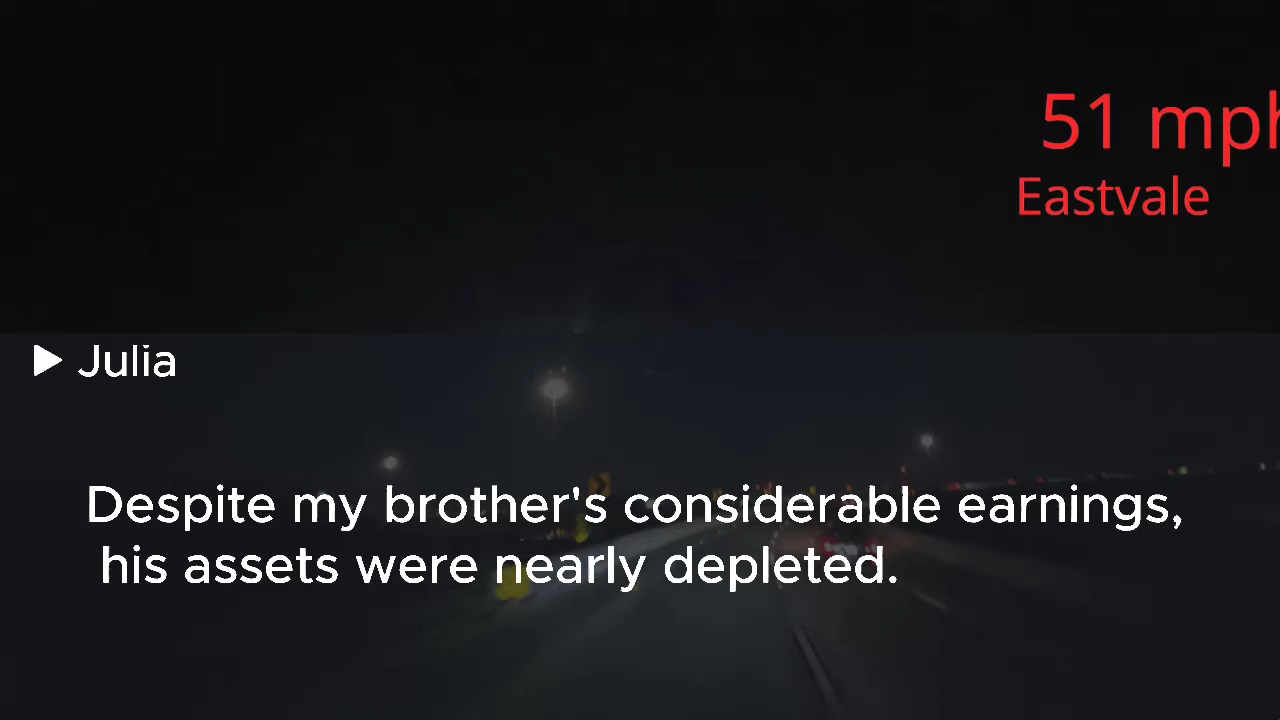 51 mph
Eastvale
▶ Julia
Despite my brother's considerable earnings,
his assets were nearly depleted.